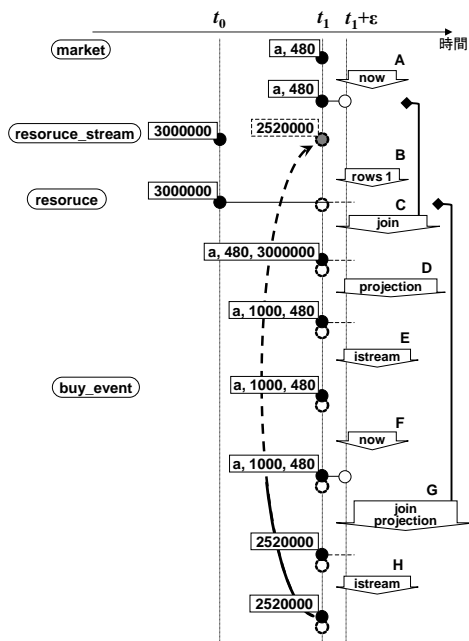 t0 t1 t1+ε
時間
market
a, 480
A
now
a, 480
resoruce_stream
3000000
2520000
B
rows 1
resoruce
3000000
C
join
a, 480, 3000000
D
projection
a, 1000, 480
E
istream
buy_event
a, 1000, 480
F
now
a, 1000, 480
G
join
projection
2520000
H
istream
2520000